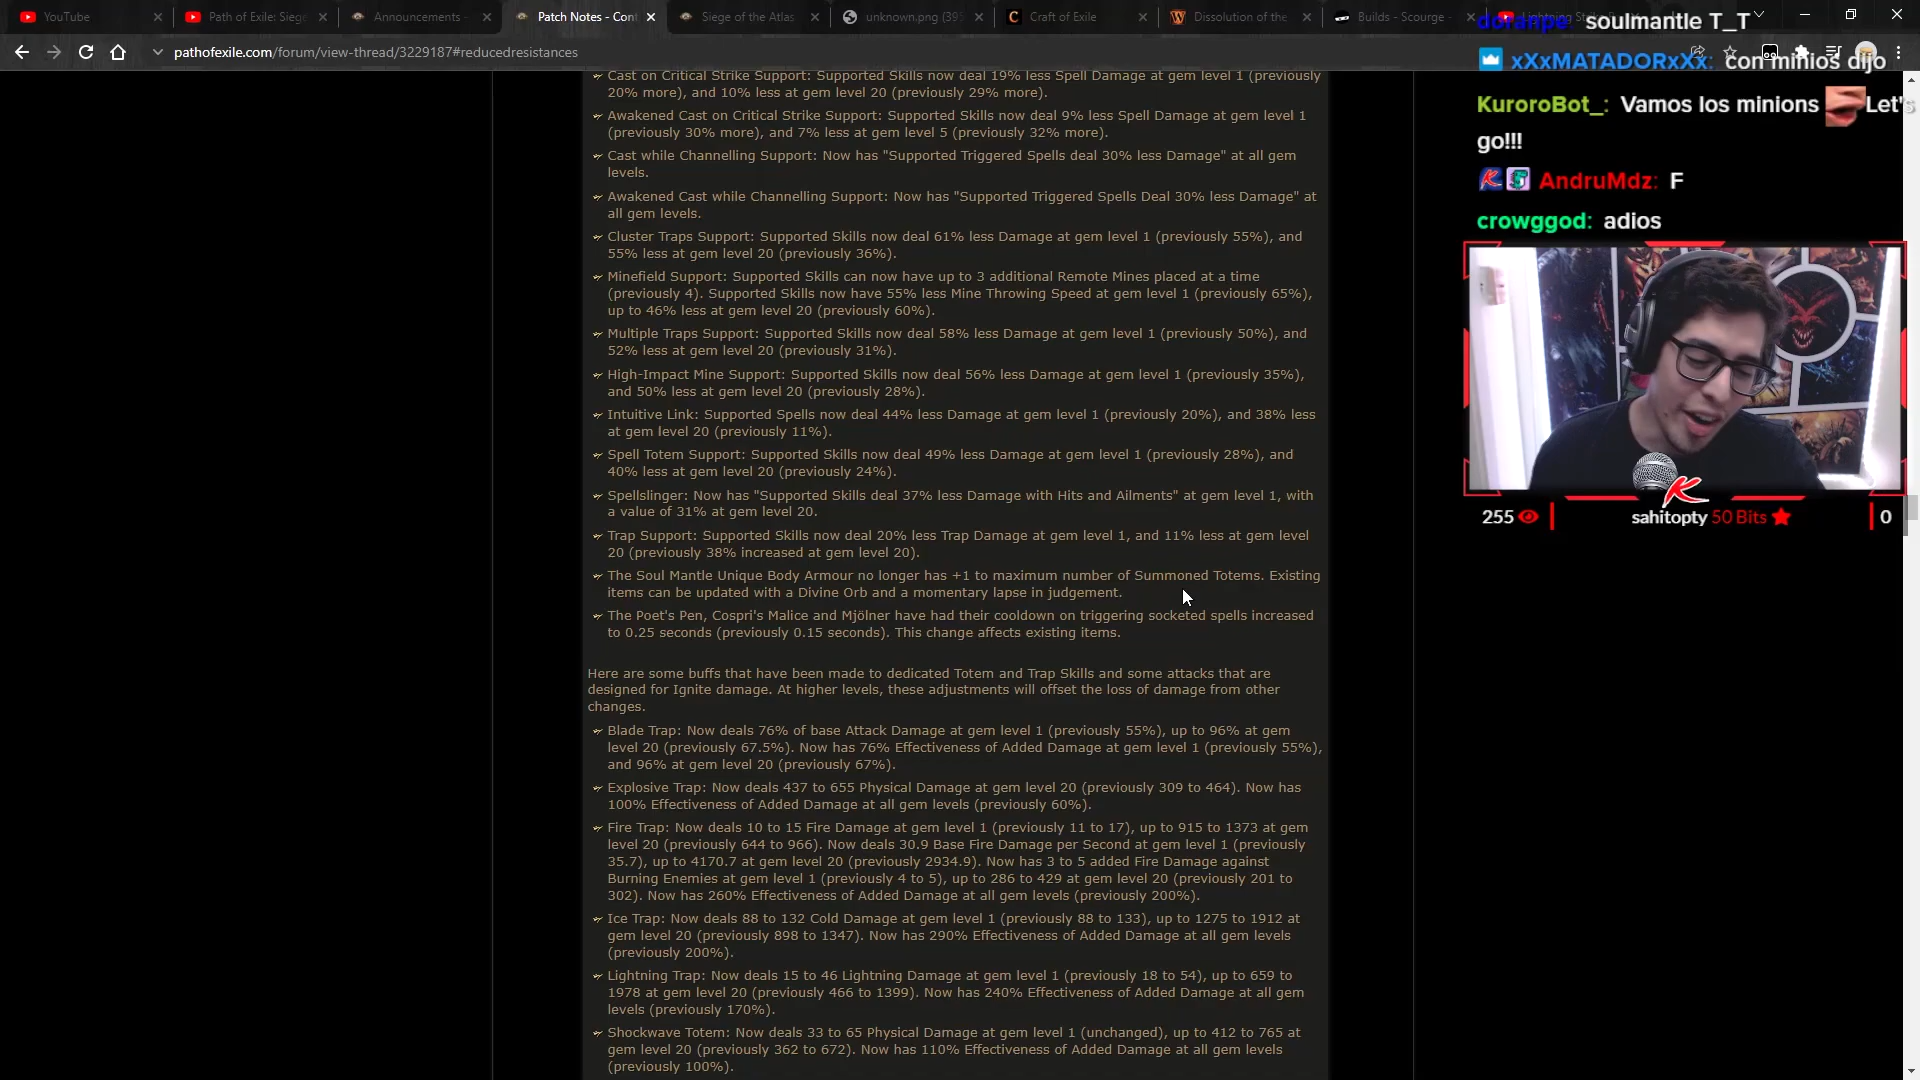 YouTube
Path of Exile: Siege
Announcements -
Patch Notes - Cont
Siege of the Atlas
unknown.png (39
Craft of Exile
Dissolution of the
Builds - Scourge -
pathofexile.com/forum/view-thread/3229187#reducedresistances
doranpe soulmantle T_T
xXxMATADORxXx: con minios dijo
KuroroBot_: Vamos los minions Let's
go!!!
AndruMdz: F
crowggod: adios
255
sahitopty 50 Bits
0
Cast on Critical Strike Support: Supported Skills now deal 19% less Spell Damage at gem level 1 (previously
20% more), and 10% less at gem level 20 (previously 29% more).
Awakened Cast on Critical Strike Support: Supported Skills now deal 9% less Spell Damage at gem level 1
(previously 30% more), and 7% less at gem level 5 (previously 32% more).
Cast while Channelling Support: Now has "Supported Triggered Spells deal 30% less Damage" at all gem
levels.
Awakened Cast while Channelling Support: Now has "Supported Triggered Spells Deal 30% less Damage" at
all gem levels.
Cluster Traps Support: Supported Skills now deal 61% less Damage at gem level 1 (previously 55%), and
55% less at gem level 20 (previously 36%).
Minefield Support: Supported Skills can now have up to 3 additional Remote Mines placed at a time
(previously 4). Supported Skills now have 55% less Mine Throwing Speed at gem level 1 (previously 65%),
up to 46% less at gem level 20 (previously 60%).
Multiple Traps Support: Supported Skills now deal 58% less Damage at gem level 1 (previously 50%), and
52% less at gem level 20 (previously 31%).
High-Impact Mine Support: Supported Skills now deal 56% less Damage at gem level 1 (previously 35%),
and 50% less at gem level 20 (previously 28%).
Intuitive Link: Supported Spells now deal 44% less Damage at gem level 1 (previously 20%), and 38% less
at gem level 20 (previously 11%).
Spell Totem Support: Supported Skills now deal 49% less Damage at gem level 1 (previously 28%), and
40% less at gem level 20 (previously 24%).
Spellslinger: Now has "Supported Skills deal 37% less Damage with Hits and Ailments" at gem level 1, with
a value of 31% at gem level 20.
Trap Support: Supported Skills now deal 20% less Trap Damage at gem level 1, and 11% less at gem level
20 (previously 38% increased at gem level 20).
The Soul Mantle Unique Body Armour no longer has +1 to maximum number of Summoned Totems. Existing
items can be updated with a Divine Orb and a momentary lapse in judgement.
The Poet's Pen, Cospri's Malice and Mjölner have had their cooldown on triggering socketed spells increased
to 0.25 seconds (previously 0.15 seconds). This change affects existing items.
Here are some buffs that have been made to dedicated Totem and Trap Skills and some attacks that are
designed for Ignite damage. At higher levels, these adjustments will offset the loss of damage from other
changes.
Blade Trap: Now deals 76% of base Attack Damage at gem level 1 (previously 55%), up to 96% at gem
level 20 (previously 67.5%). Now has 76% Effectiveness of Added Damage at gem level 1 (previously 55%),
and 96% at gem level 20 (previously 67%).
Explosive Trap: Now deals 437 to 655 Physical Damage at gem level 20 (previously 309 to 464). Now has
100% Effectiveness of Added Damage at all gem levels (previously 60%).
Fire Trap: Now deals 10 to 15 Fire Damage at gem level 1 (previously 11 to 17), up to 915 to 1373 at gem
level 20 (previously 644 to 966). Now deals 30.9 Base Fire Damage per Second at gem level 1 (previously
35.7), up to 4170.7 at gem level 20 (previously 2934.9). Now has 3 to 5 added Fire Damage against
Burning Enemies at gem level 1 (previously 4 to 5), up to 286 to 429 at gem level 20 (previously 201 to
302). Now has 260% Effectiveness of Added Damage at all gem levels (previously 200%).
Ice Trap: Now deals 88 to 132 Cold Damage at gem level 1 (previously 88 to 133), up to 1275 to 1912 at
gem level 20 (previously 898 to 1347). Now has 290% Effectiveness of Added Damage at all gem levels
(previously 200%).
Lightning Trap: Now deals 15 to 46 Lightning Damage at gem level 1 (previously 18 to 54), up to 659 to
1978 at gem level 20 (previously 466 to 1399). Now has 240% Effectiveness of Added Damage at all gem
levels (previously 170%).
Shockwave Totem: Now deals 33 to 65 Physical Damage at gem level 1 (unchanged), up to 412 to 765 at
gem level 20 (previously 362 to 672). Now has 110% Effectiveness of Added Damage at all gem levels
(previously 100%).